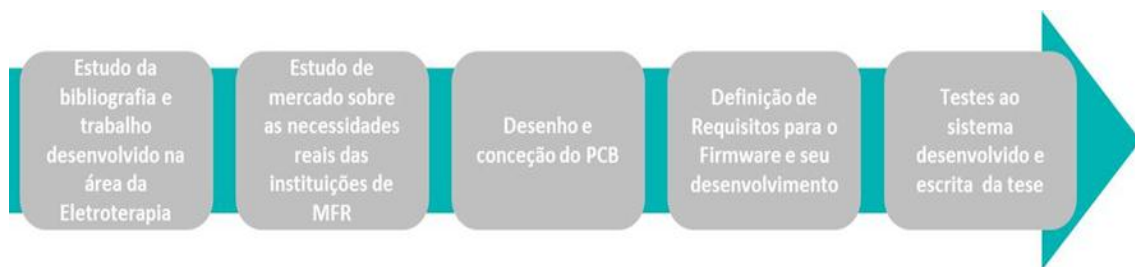 Estudo da
bibliografia e
trabalho
desenvolvido na
área da
Eletroterapia
Estudo de
mercado sobre
as necessidades
reais das
instituições de
MFR
Desenho e
conceção do PCB
Definição de
Requisitos para o
Firmware e seu
desenvolvimento
Testes ao
sistema
desenvolvido e
escrita da tese